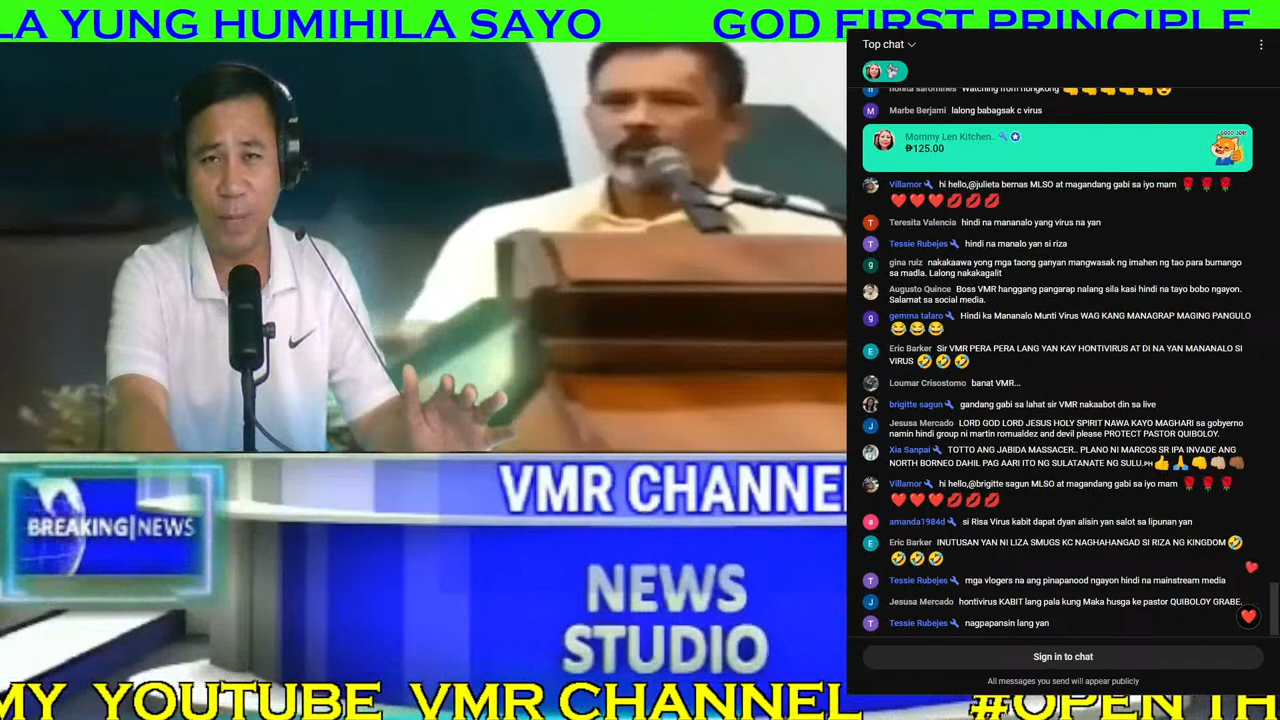 LA YUNG HUMIHILA SAYO GOD FIRST PRINCIPLE
Top chat
Watching from hongkong
Marbe Berjami lalong babagsak c virus
Mommy Len Kitchen..
₱125.00
GOOD JOB!
Villamor hi hello,@julieta bernas MLSO at magandang gabi sa iyo mam 🌹 🌹 🌹
❤️ ❤️ ❤️ 💋 💋 💋
Teresita Valencia hindi na mananalo yang virus na yan
Tessie Rubejes hindi na manalo yan si riza
gina ruiz nakakaawa yong mga taong ganyan mangwasak ng imahen ng tao para bumango
sa madla. Lalong nakakagalit
Augusto Quince Boss VMR hanggang pangarap nalang sila kasi hindi na tayo bobo ngayon.
Salamat sa social media.
gemma talaro Hindi ka Mananalo Munti Virus WAG KANG MANAGRAP MAGING PANGULO
😂 😂 😂
Eric Barker Sir VMR PERA PERA LANG YAN KAY HONTIVIRUS AT DI NA YAN MANANALO SI
VIRUS 🤣 🤣 🤣
Loumar Crisostomo banat VMR...
brigitte sagun gandang gabi sa lahat sir VMR nakaabot din sa live
Jesusa Mercado LORD GOD LORD JESUS HOLY SPIRIT NAWA KAYO MAGHARI sa gobyerno
namin hindi group ni martin romualdez and devil please PROTECT PASTOR QUIBOLOY.
Xia Sanpai TOTTO ANG JABIDA MASSACER.. PLANO NI MARCOS SR IPA INVADE ANG
NORTH BORNEO DAHIL PAG AARI ITO NG SULATANATE NG SULU.PH 👍 🙏 👊 👊🏼 👊🏾
Villamor hi hello,@brigitte sagun MLSO at magandang gabi sa iyo mam 🌹 🌹 🌹
❤️ ❤️ ❤️ 💋 💋 💋
amanda1984d si Risa Virus kabit dapat dyan alisin yan salot sa lipunan yan
Eric Barker INUTUSAN YAN NI LIZA SMUGS KC NAGHAHANGAD SI RIZA NG KINGDOM 🤣
🤣 🤣 🤣
Tessie Rubejes mga vlogers na ang pinapanood ngayon hindi na mainstream media
Jesusa Mercado hontivirus KABIT lang pala kung Maka husga ke pastor QUIBOLOY GRABE.
Tessie Rubejes nagpapansin lang yan
Sign in to chat
All messages you send will appear publicly
BREAKING|NEWS
VMR CHANNE
NEWS
STUDIO
MY YOUTUBE VMR CHANNEL #OPEN TH